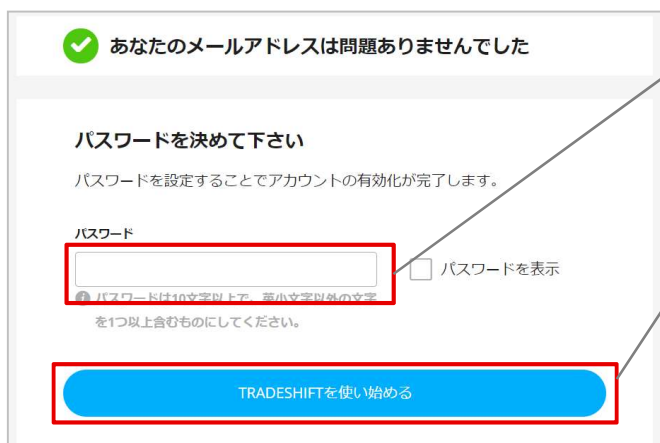 あなたのメールアドレスは問題ありませんでした
パスワードを決めて下さい
パスワードを設定することでアカウントの有効化が完了します。
パスワード
パスワードを表示
パスワードは10文字以上で、英小文字以外の文字
を1つ以上含むものにしてください。
TRADESHIFTを使い始める